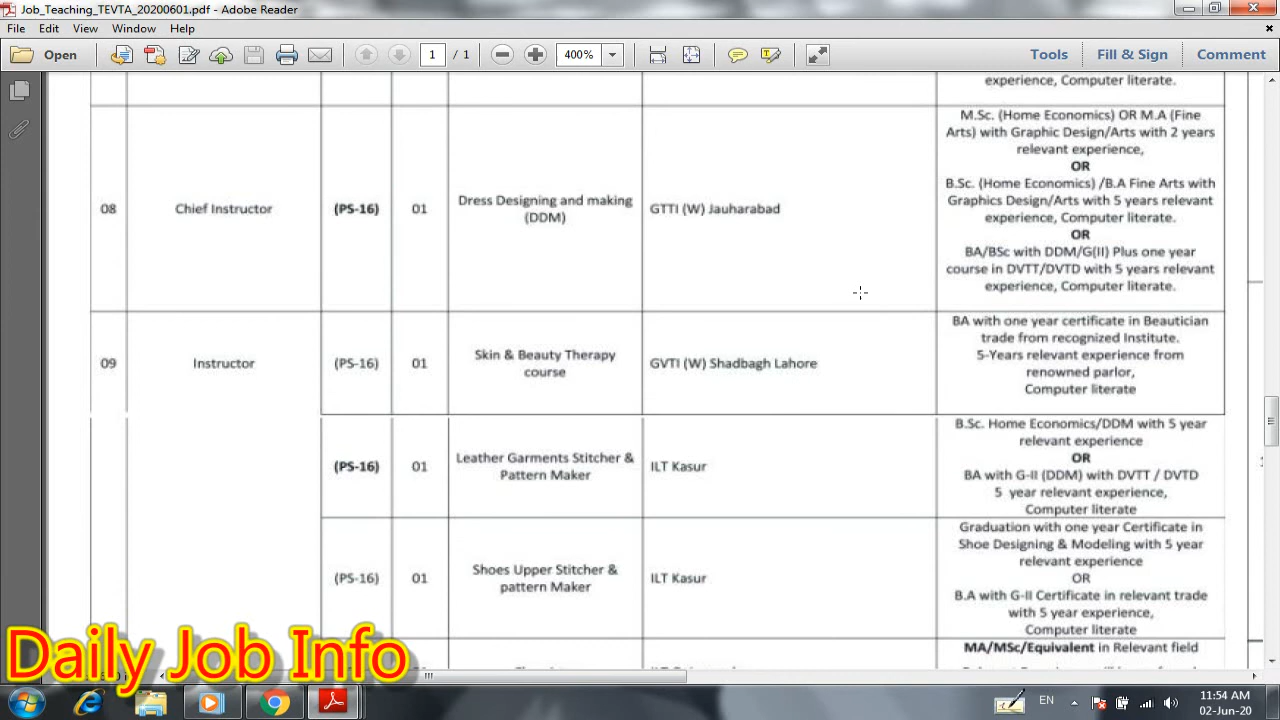 Job_Teaching_TEVTA_20200601.pdf - Adobe Reader
File Edit View Window Help
Open 1 / 1 400% Tools Fill & Sign Comment
experience, Computer literate.
08 Chief Instructor (PS-16) 01 Dress Designing and making (DDM) GTTI (W) Jauharabad
M.Sc. (Home Economics) OR M.A (Fine
Arts) with Graphic Design/Arts with 2 years
relevant experience,
OR
B.Sc. (Home Economics) /B.A Fine Arts with
Graphics Design/Arts with 5 years relevant
experience, Computer literate.
OR
BA/BSc with DDM/G(II) Plus one year
course in DVTT/DVTD with 5 years relevant
experience, Computer literate.
09 Instructor (PS-16) 01 Skin & Beauty Therapy course GVTI (W) Shadbagh Lahore
BA with one year certificate in Beautician
trade from recognized Institute.
5-Years relevant experience from
renowned parlor,
Computer literate
(PS-16) 01 Leather Garments Stitcher & Pattern Maker ILT Kasur
B.Sc. Home Economics/DDM with 5 year
relevant experience
OR
BA with G-II (DDM) with DVTT / DVTD
5 year relevant experience,
Computer literate
(PS-16) 01 Shoes Upper Stitcher & pattern Maker ILT Kasur
Graduation with one year Certificate in
Shoe Designing & Modeling with 5 year
relevant experience
OR
B.A with G-II Certificate in relevant trade
with 5 year experience,
Computer literate
MA/MSc/Equivalent in Relevant field
Daily Job Info
EN
11:54 AM
02-Jun-20